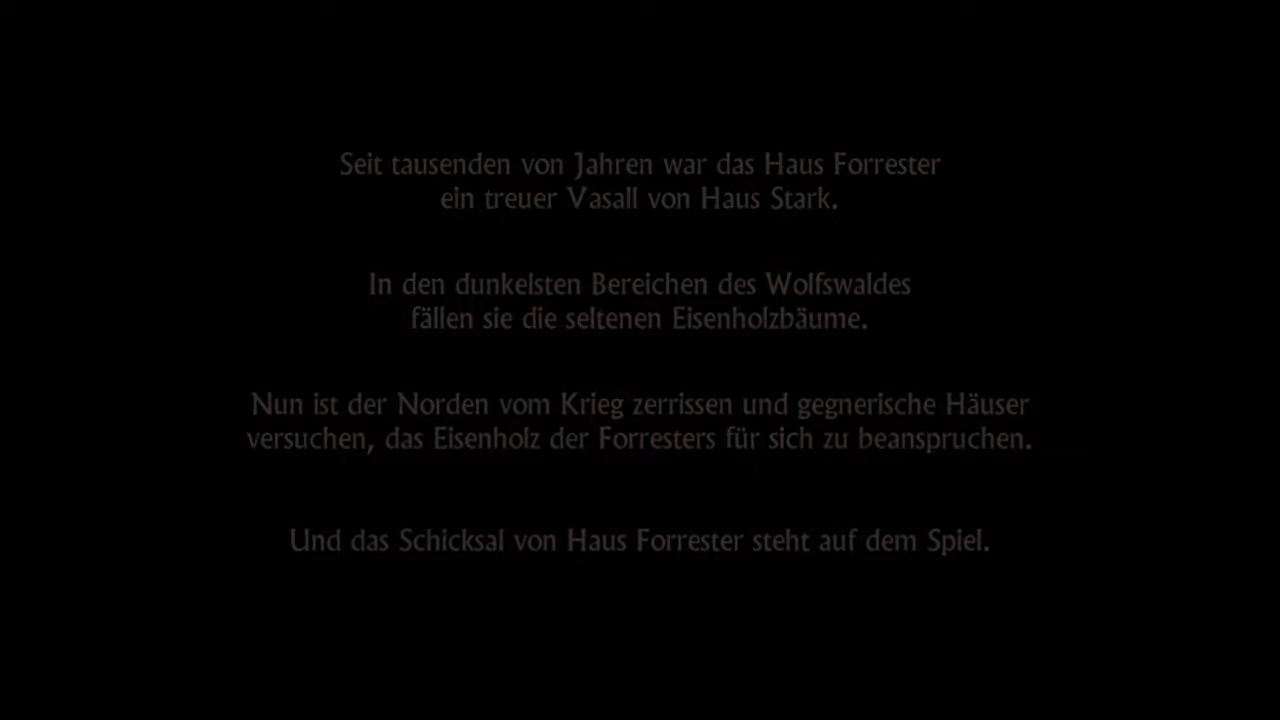 Seit tausenden von Jahren war das Haus Forrester
ein treuer Vasall von Haus Stark.
In den dunkelsten Bereichen des Wolfswaldes
fällen sie die seltenen Eisenholzbäume.
Nun ist der Norden vom Krieg zerrissen und gegnerische Häuser
versuchen, das Eisenholz der Forresters für sich zu beanspruchen.
Und das Schicksal von Haus Forrester steht auf dem Spiel.